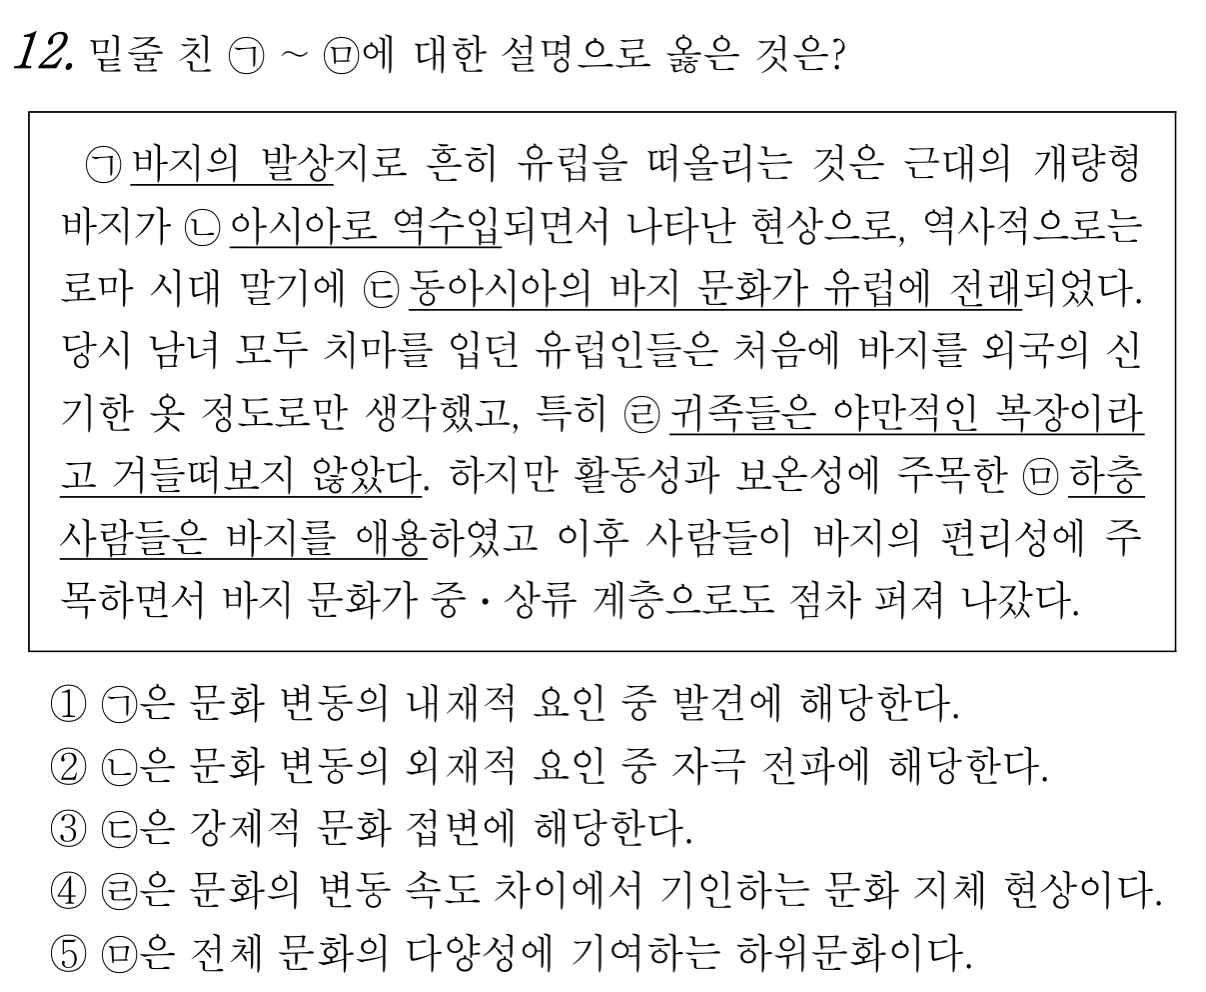 12. 밑줄 친 ㉠ ~ ㉤에 대한 설명으로 옳은 것은?
㉠바지의 발상지로 흔히 유럽을 떠올리는 것은 근대의 개량형
바지가 ㉡아시아로 역수입되면서 나타난 현상으로, 역사적으로는
로마 시대 말기에 ㉢동아시아의 바지 문화가 유럽에 전래되었다.
당시 남녀 모두 치마를 입던 유럽인들은 처음에 바지를 외국의 신
기한 옷 정도로만 생각했고, 특히 ㉣귀족들은 야만적인 복장이라
고 거들떠보지 않았다. 하지만 활동성과 보온성에 주목한 ㉤하층
사람들은 바지를 애용하였고 이후 사람들이 바지의 편리성에 주
목하면서 바지 문화가 중·상류 계층으로도 점차 퍼져 나갔다.
① ㉠은 문화 변동의 내재적 요인 중 발견에 해당한다.
② ㉡은 문화 변동의 외재적 요인 중 자극 전파에 해당한다.
③ ㉢은 강제적 문화 접변에 해당한다.
④ ㉣은 문화의 변동 속도 차이에서 기인하는 문화 지체 현상이다.
⑤ ㉤은 전체 문화의 다양성에 기여하는 하위문화이다.